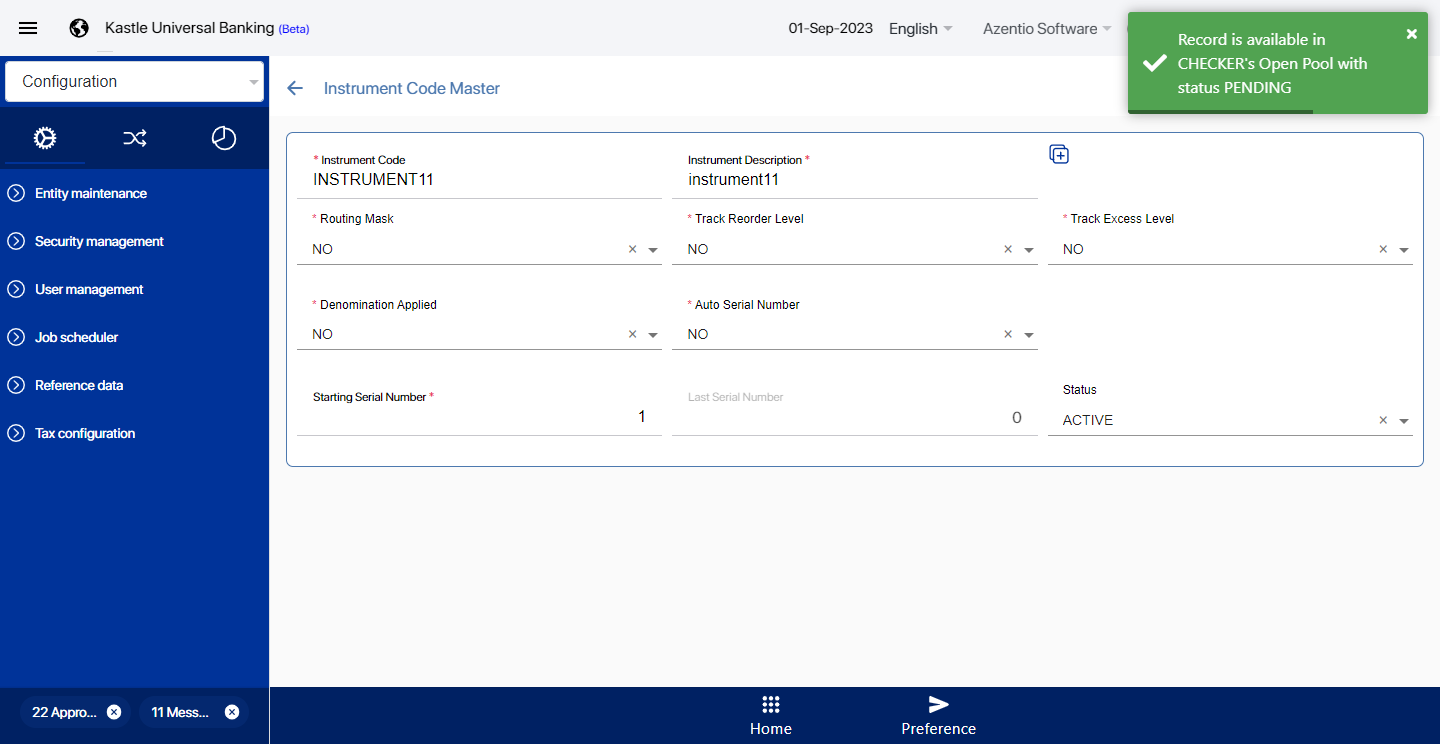 Kastle Universal Banking (Beta)
01-Sep-2023
English
Azentio Software
Record is available in
CHECKER's Open Pool with
status PENDING
Configuration
Instrument Code Master
Entity maintenance
Security management
User management
Job scheduler
Reference data
Tax configuration
* Instrument Code
INSTRUMENT11
Instrument Description *
instrument11
* Routing Mask
NO
* Track Reorder Level
NO
* Track Excess Level
NO
* Denomination Applied
NO
* Auto Serial Number
NO
Starting Serial Number *
1
Last Serial Number
0
Status
ACTIVE
22 Appro...
11 Mess...
Home
Preference